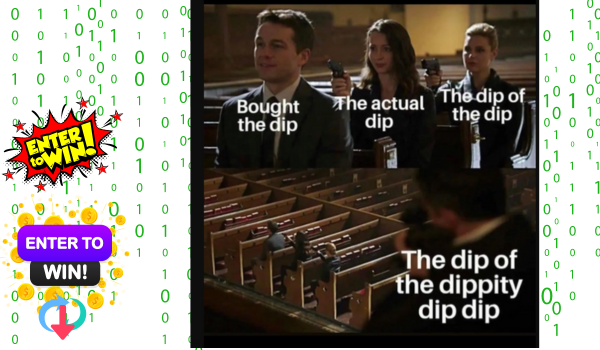 ENTER
to WIN!
ENTER TO
WIN!
Bought
the dip
The actual
dip
The dip of
the dip
The dip of
the dippity
dip dip